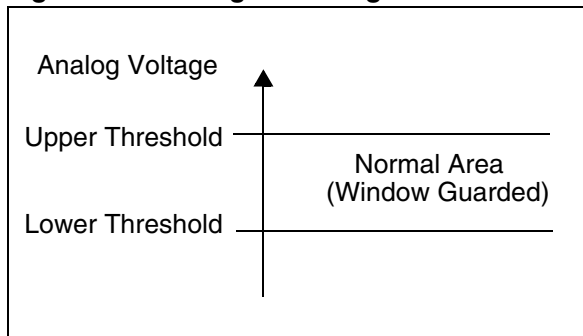 Analog Voltage
Upper Threshold
Normal Area
(Window Guarded)
Lower Threshold